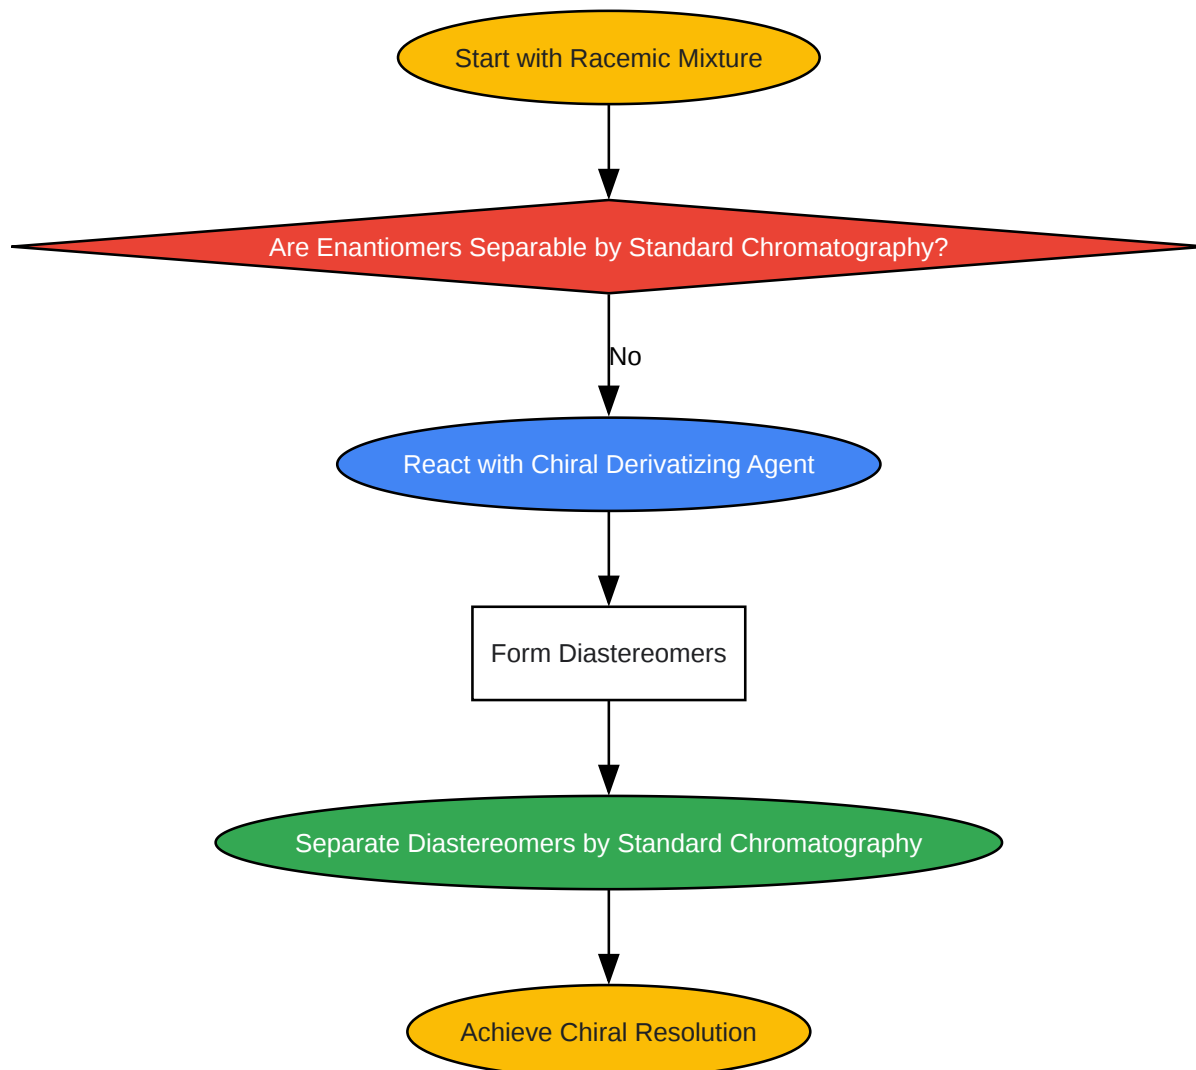 Start with Racemic Mixture
Are Enantiomers Separable by Standard Chromatography?
No
React with Chiral Derivatizing Agent
Form Diastereomers
Separate Diastereomers by Standard Chromatography
Achieve Chiral Resolution